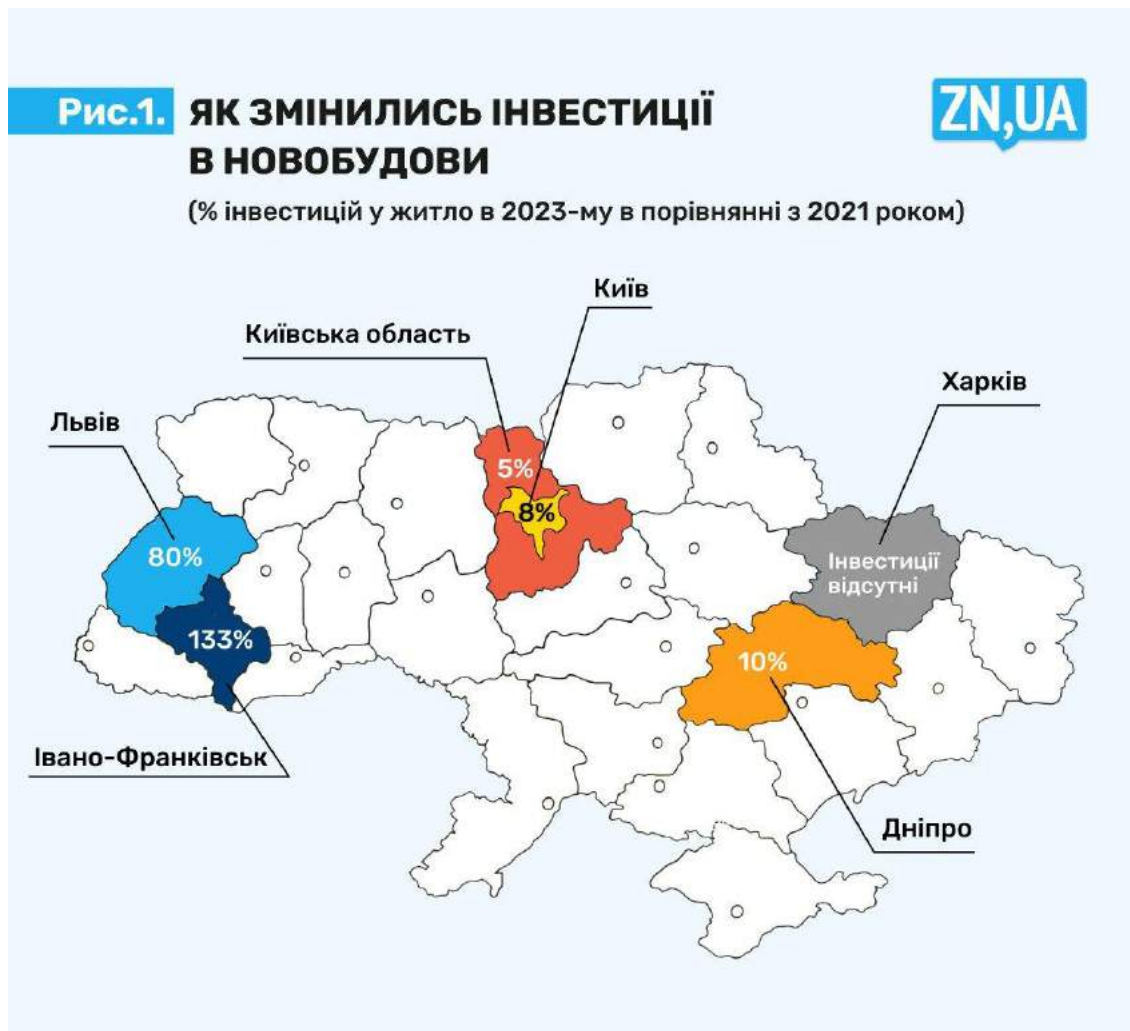 Рис.1. ЯК ЗМІНИЛИСЬ ІНВЕСТИЦІЇ
В НОВОБУДОВИ
ZN,UA
(% інвестицій у житло в 2023-му в порівнянні з 2021 роком)
Київ
Київська область
Харків
Львів
5%
8%
80%
Інвестиції
відсутні
133%
10%
Івано-Франківськ
Дніпро